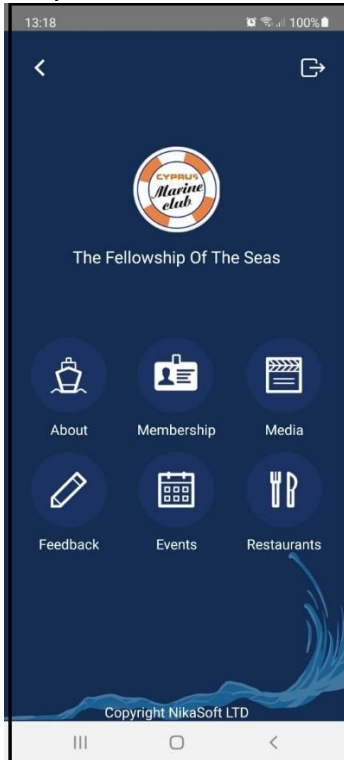 13:18 100%
CYPRUS
Marine
club
The Fellowship Of The Seas
About Membership Media
Feedback Events Restaurants
Copyright NikaSoft LTD